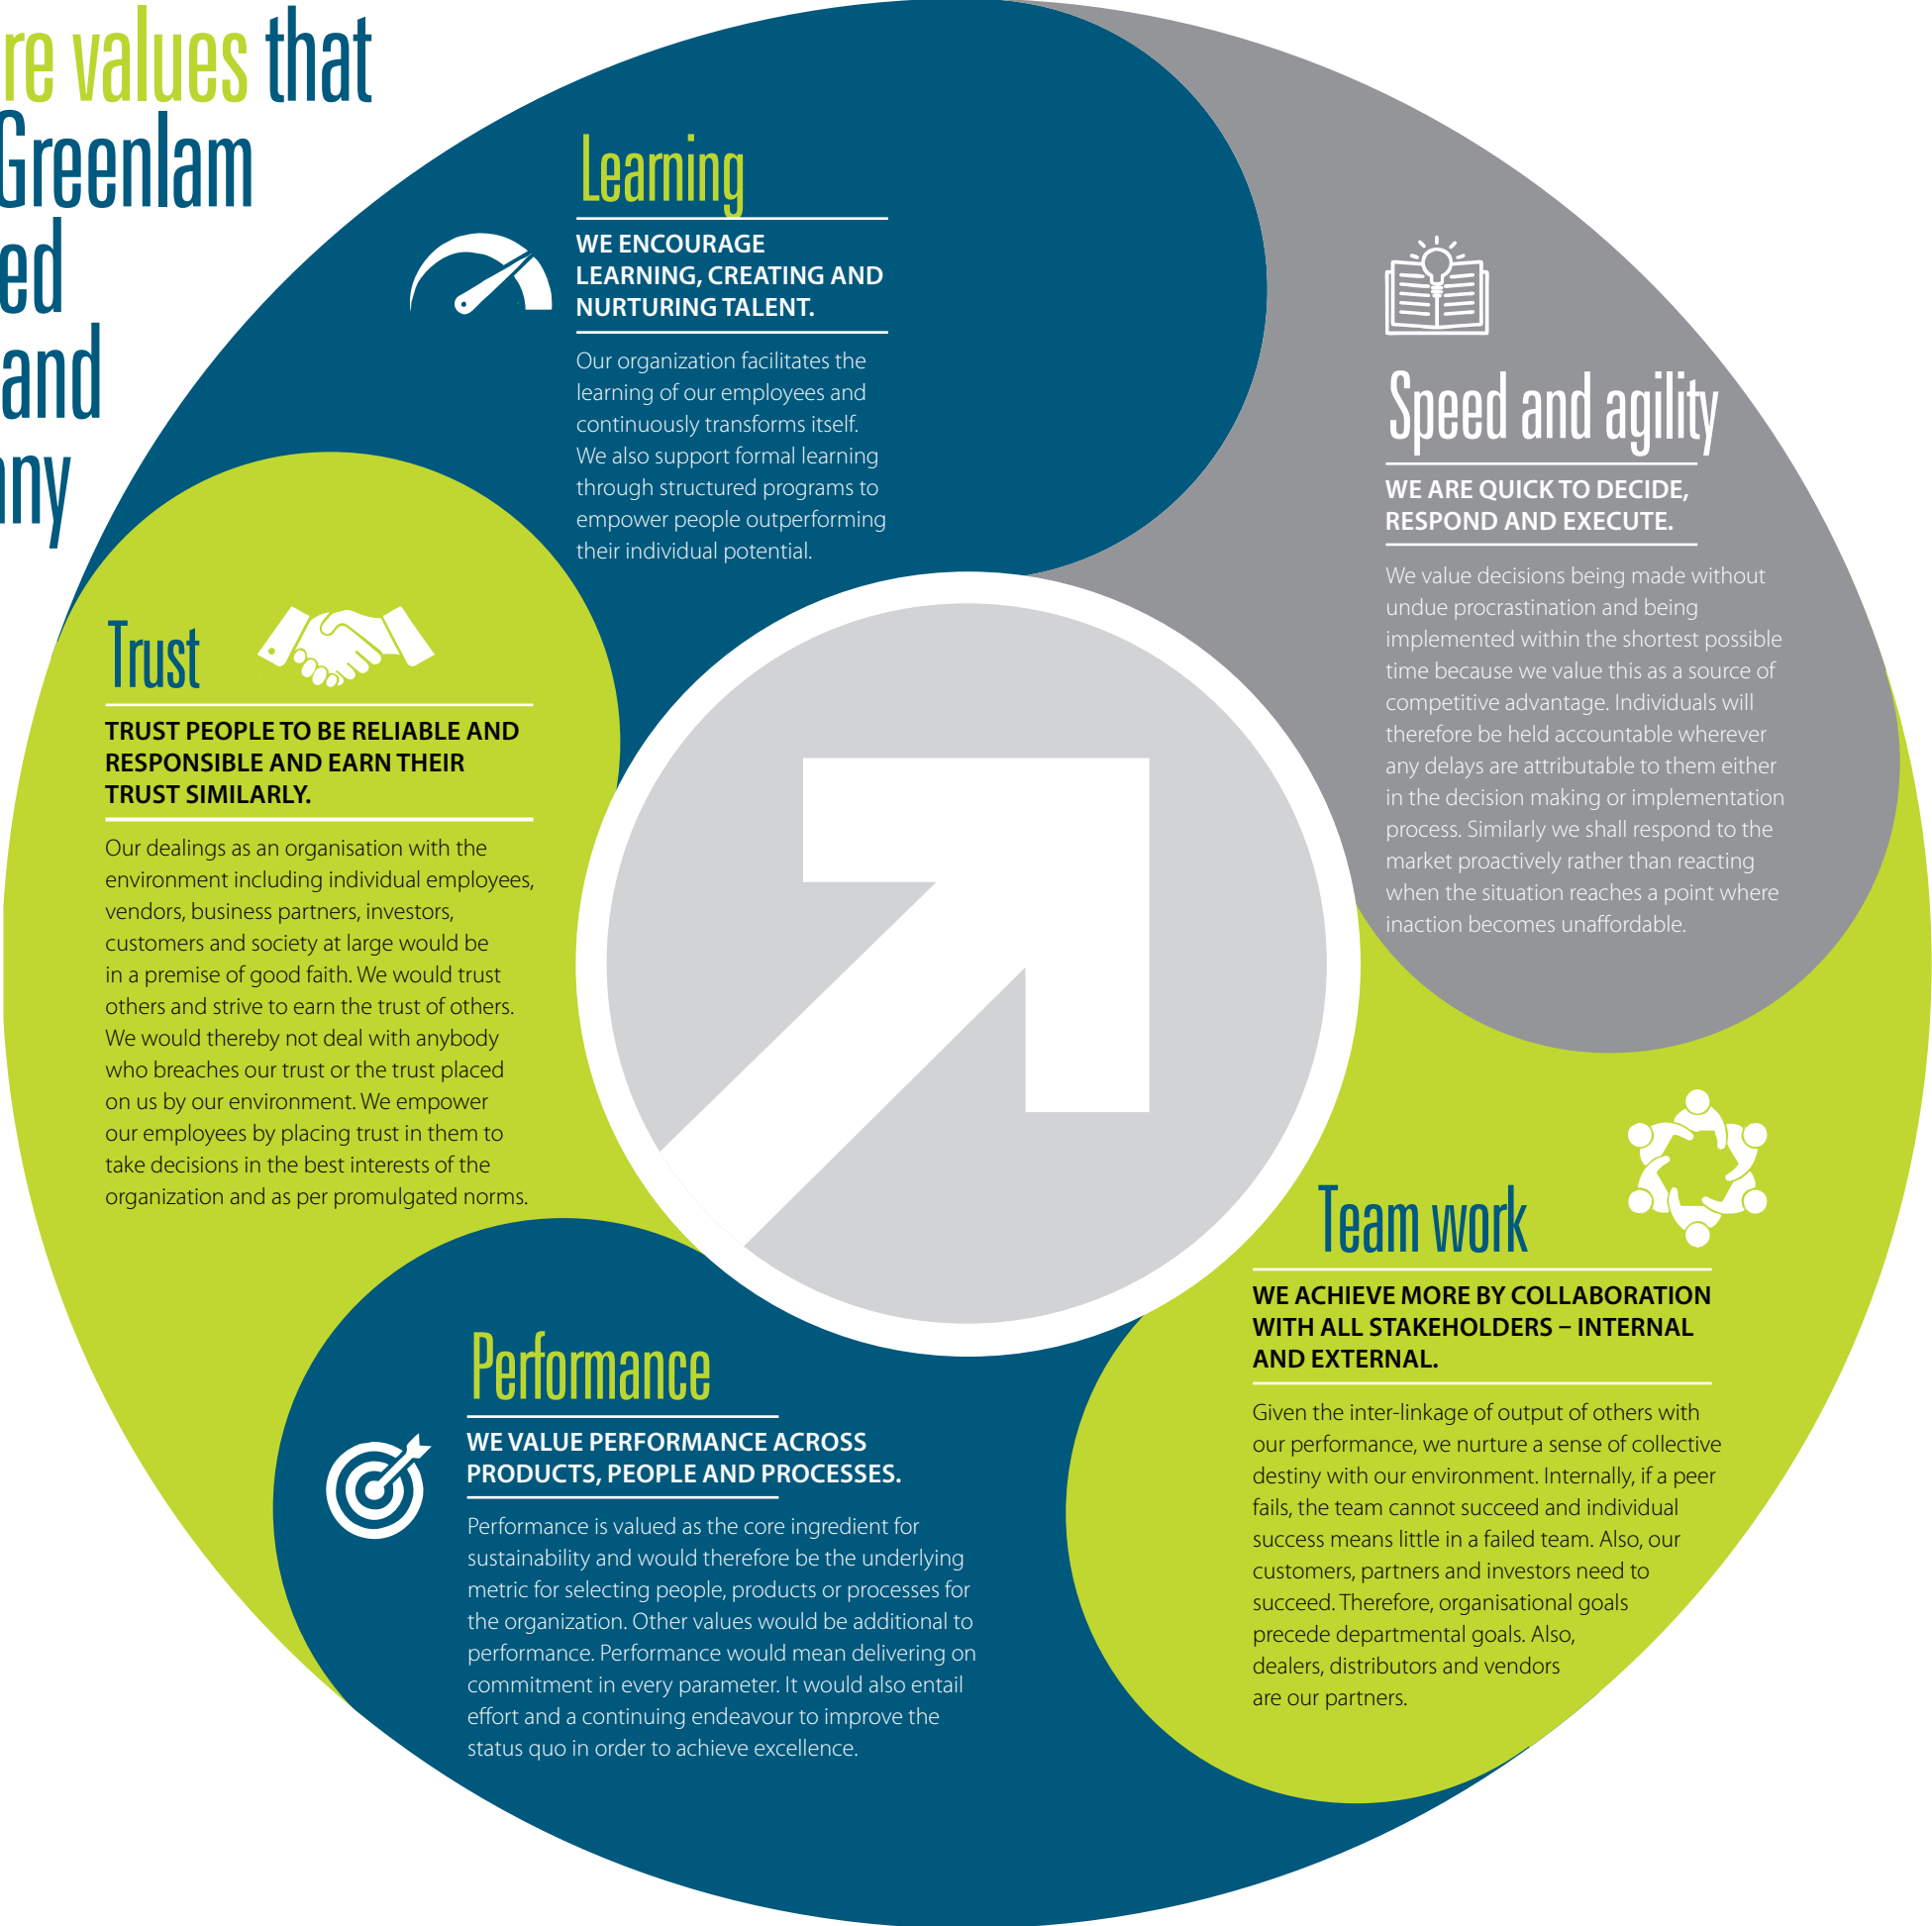 re values that
Greenlam
ed
and
ny
Learning
WE ENCOURAGE
LEARNING, CREATING AND
NURTURING TALENT.
Our organization facilitates the
learning of our employees and
continuously transforms itself.
We also support formal learning
through structured programs to
empower people outperforming
their individual potential.
Speed and agility
WE ARE QUICK TO DECIDE,
RESPOND AND EXECUTE.
We value decisions being made without
undue procrastination and being
implemented within the shortest possible
time because we value this as a source of
competitive advantage. Individuals will
therefore be held accountable wherever
any delays are attributable to them either
in the decision making or implementation
process. Similarly we shall respond to the
market proactively rather than reacting
when the situation reaches a point where
inaction becomes unaffordable.
Trust
TRUST PEOPLE TO BE RELIABLE AND
RESPONSIBLE AND EARN THEIR
TRUST SIMILARLY.
Our dealings as an organisation with the
environment including individual employees,
vendors, business partners, investors,
customers and society at large would be
in a premise of good faith. We would trust
others and strive to earn the trust of others.
We would thereby not deal with anybody
who breaches our trust or the trust placed
on us by our environment. We empower
our employees by placing trust in them to
take decisions in the best interests of the
organization and as per promulgated norms.
Team work
WE ACHIEVE MORE BY COLLABORATION
WITH ALL STAKEHOLDERS – INTERNAL
AND EXTERNAL.
Given the inter-linkage of output of others with
our performance, we nurture a sense of collective
destiny with our environment. Internally, if a peer
fails, the team cannot succeed and individual
success means little in a failed team. Also, our
customers, partners and investors need to
succeed. Therefore, organisational goals
precede departmental goals. Also,
dealers, distributors and vendors
are our partners.
Performance
WE VALUE PERFORMANCE ACROSS
PRODUCTS, PEOPLE AND PROCESSES.
Performance is valued as the core ingredient for
sustainability and would therefore be the underlying
metric for selecting people, products or processes for
the organization. Other values would be additional to
performance. Performance would mean delivering on
commitment in every parameter. It would also entail
effort and a continuing endeavour to improve the
status quo in order to achieve excellence.